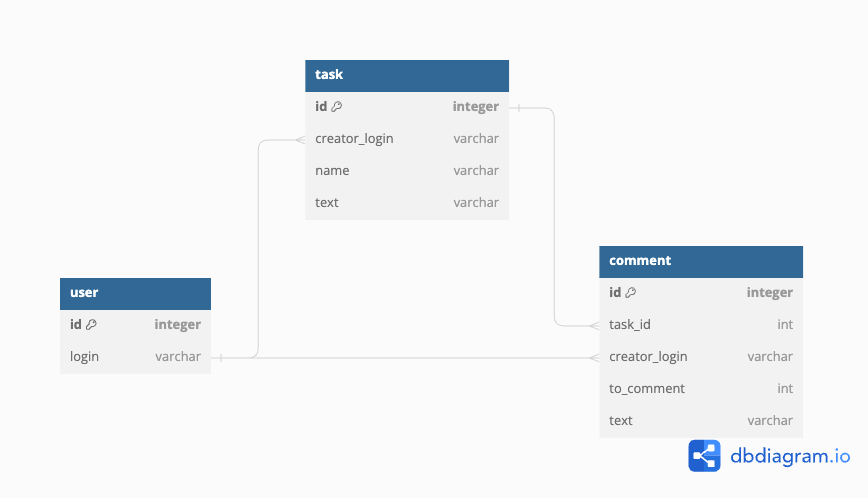 task
id integer
creator_login varchar
name varchar
text varchar
user
id integer
login varchar
comment
id integer
task_id int
creator_login varchar
to_comment int
text varchar
dbdiagram.io